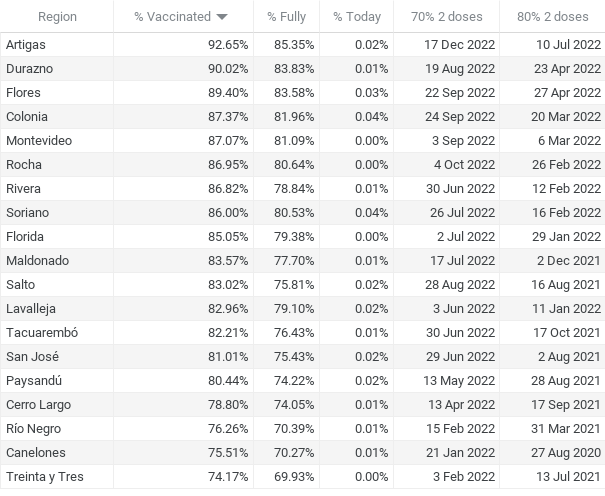 Region % Vaccinated % Fully % Today 70% 2 doses 80% 2 doses
Artigas 92.65% 85.35% 0.02% 17 Dec 2022 10 Jul 2022
Durazno 90.02% 83.83% 0.01% 19 Aug 2022 23 Apr 2022
Flores 89.40% 83.58% 0.03% 22 Sep 2022 27 Apr 2022
Colonia 87.37% 81.96% 0.04% 24 Sep 2022 20 Mar 2022
Montevideo 87.07% 81.09% 0.00% 3 Sep 2022 6 Mar 2022
Rocha 86.95% 80.64% 0.00% 4 Oct 2022 26 Feb 2022
Rivera 86.82% 78.84% 0.01% 30 Jun 2022 12 Feb 2022
Soriano 86.00% 80.53% 0.04% 26 Jul 2022 16 Feb 2022
Florida 85.05% 79.38% 0.00% 2 Jul 2022 29 Jan 2022
Maldonado 83.57% 77.70% 0.01% 17 Jul 2022 2 Dec 2021
Salto 83.02% 75.81% 0.02% 28 Aug 2022 16 Aug 2021
Lavalleja 82.96% 79.10% 0.02% 3 Jun 2022 11 Jan 2022
Tacuarembó 82.21% 76.43% 0.01% 30 Jun 2022 17 Oct 2021
San José 81.01% 75.43% 0.02% 29 Jun 2022 2 Aug 2021
Paysandú 80.44% 74.22% 0.02% 13 May 2022 28 Aug 2021
Cerro Largo 78.80% 74.05% 0.01% 13 Apr 2022 17 Sep 2021
Río Negro 76.26% 70.39% 0.01% 15 Feb 2022 31 Mar 2021
Canelones 75.51% 70.27% 0.01% 21 Jan 2022 27 Aug 2020
Treinta y Tres 74.17% 69.93% 0.00% 3 Feb 2022 13 Jul 2021